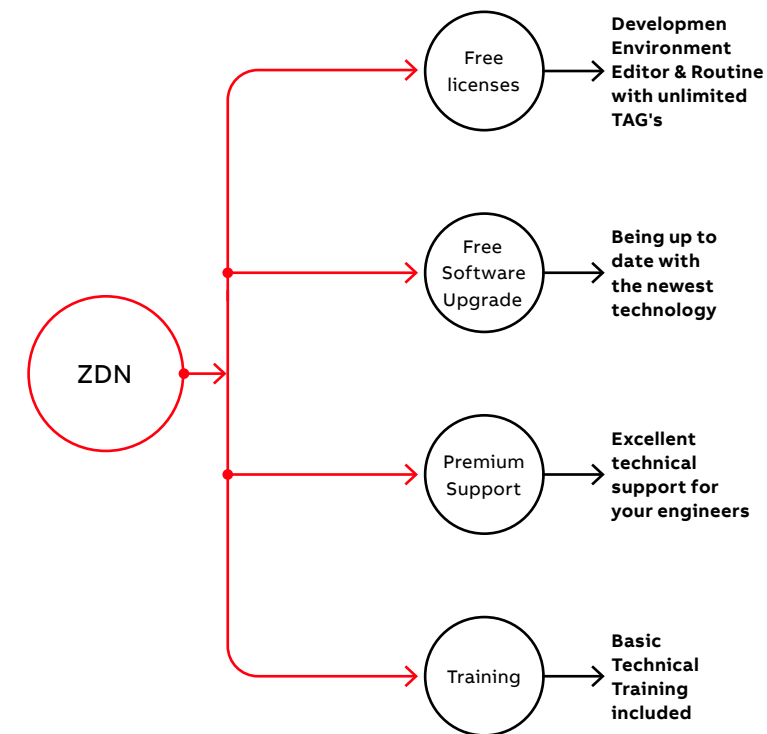 ZDN
Free
licenses
Developmen
Environment
Editor & Routine
with unlimited
TAG's
Free
Software
Upgrade
Being up to
date with
the newest
technology
Premium
Support
Excellent
technical
support for
your engineers
Training
Basic
Technical
Training
included